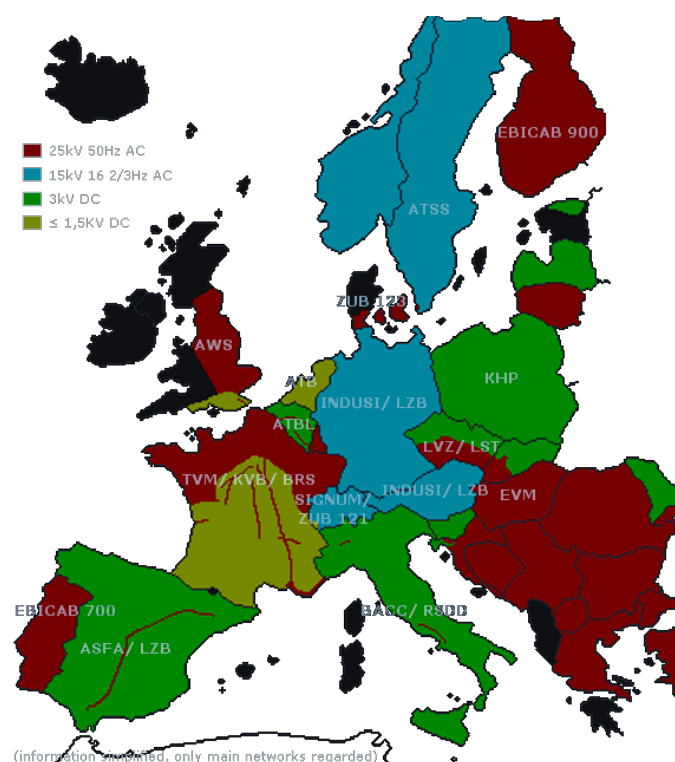 EBICAB 900
25kV 50Hz AC
15kV 16 2/3Hz AC
3kV DC
≤ 1,5KV DC
ATSS
ZUB 123
AWS
ATB
KHP
INDUSI/ LZB
ATBL
LVZ/ LST
TVM/ KVB/ BRS
INDUSI/ LZB
EVM
SIGNUM/
ZUB 121
EBICAB 700
BACC/ RSDD
ASFA/ LZB
(information simplified, only main networks regarded)